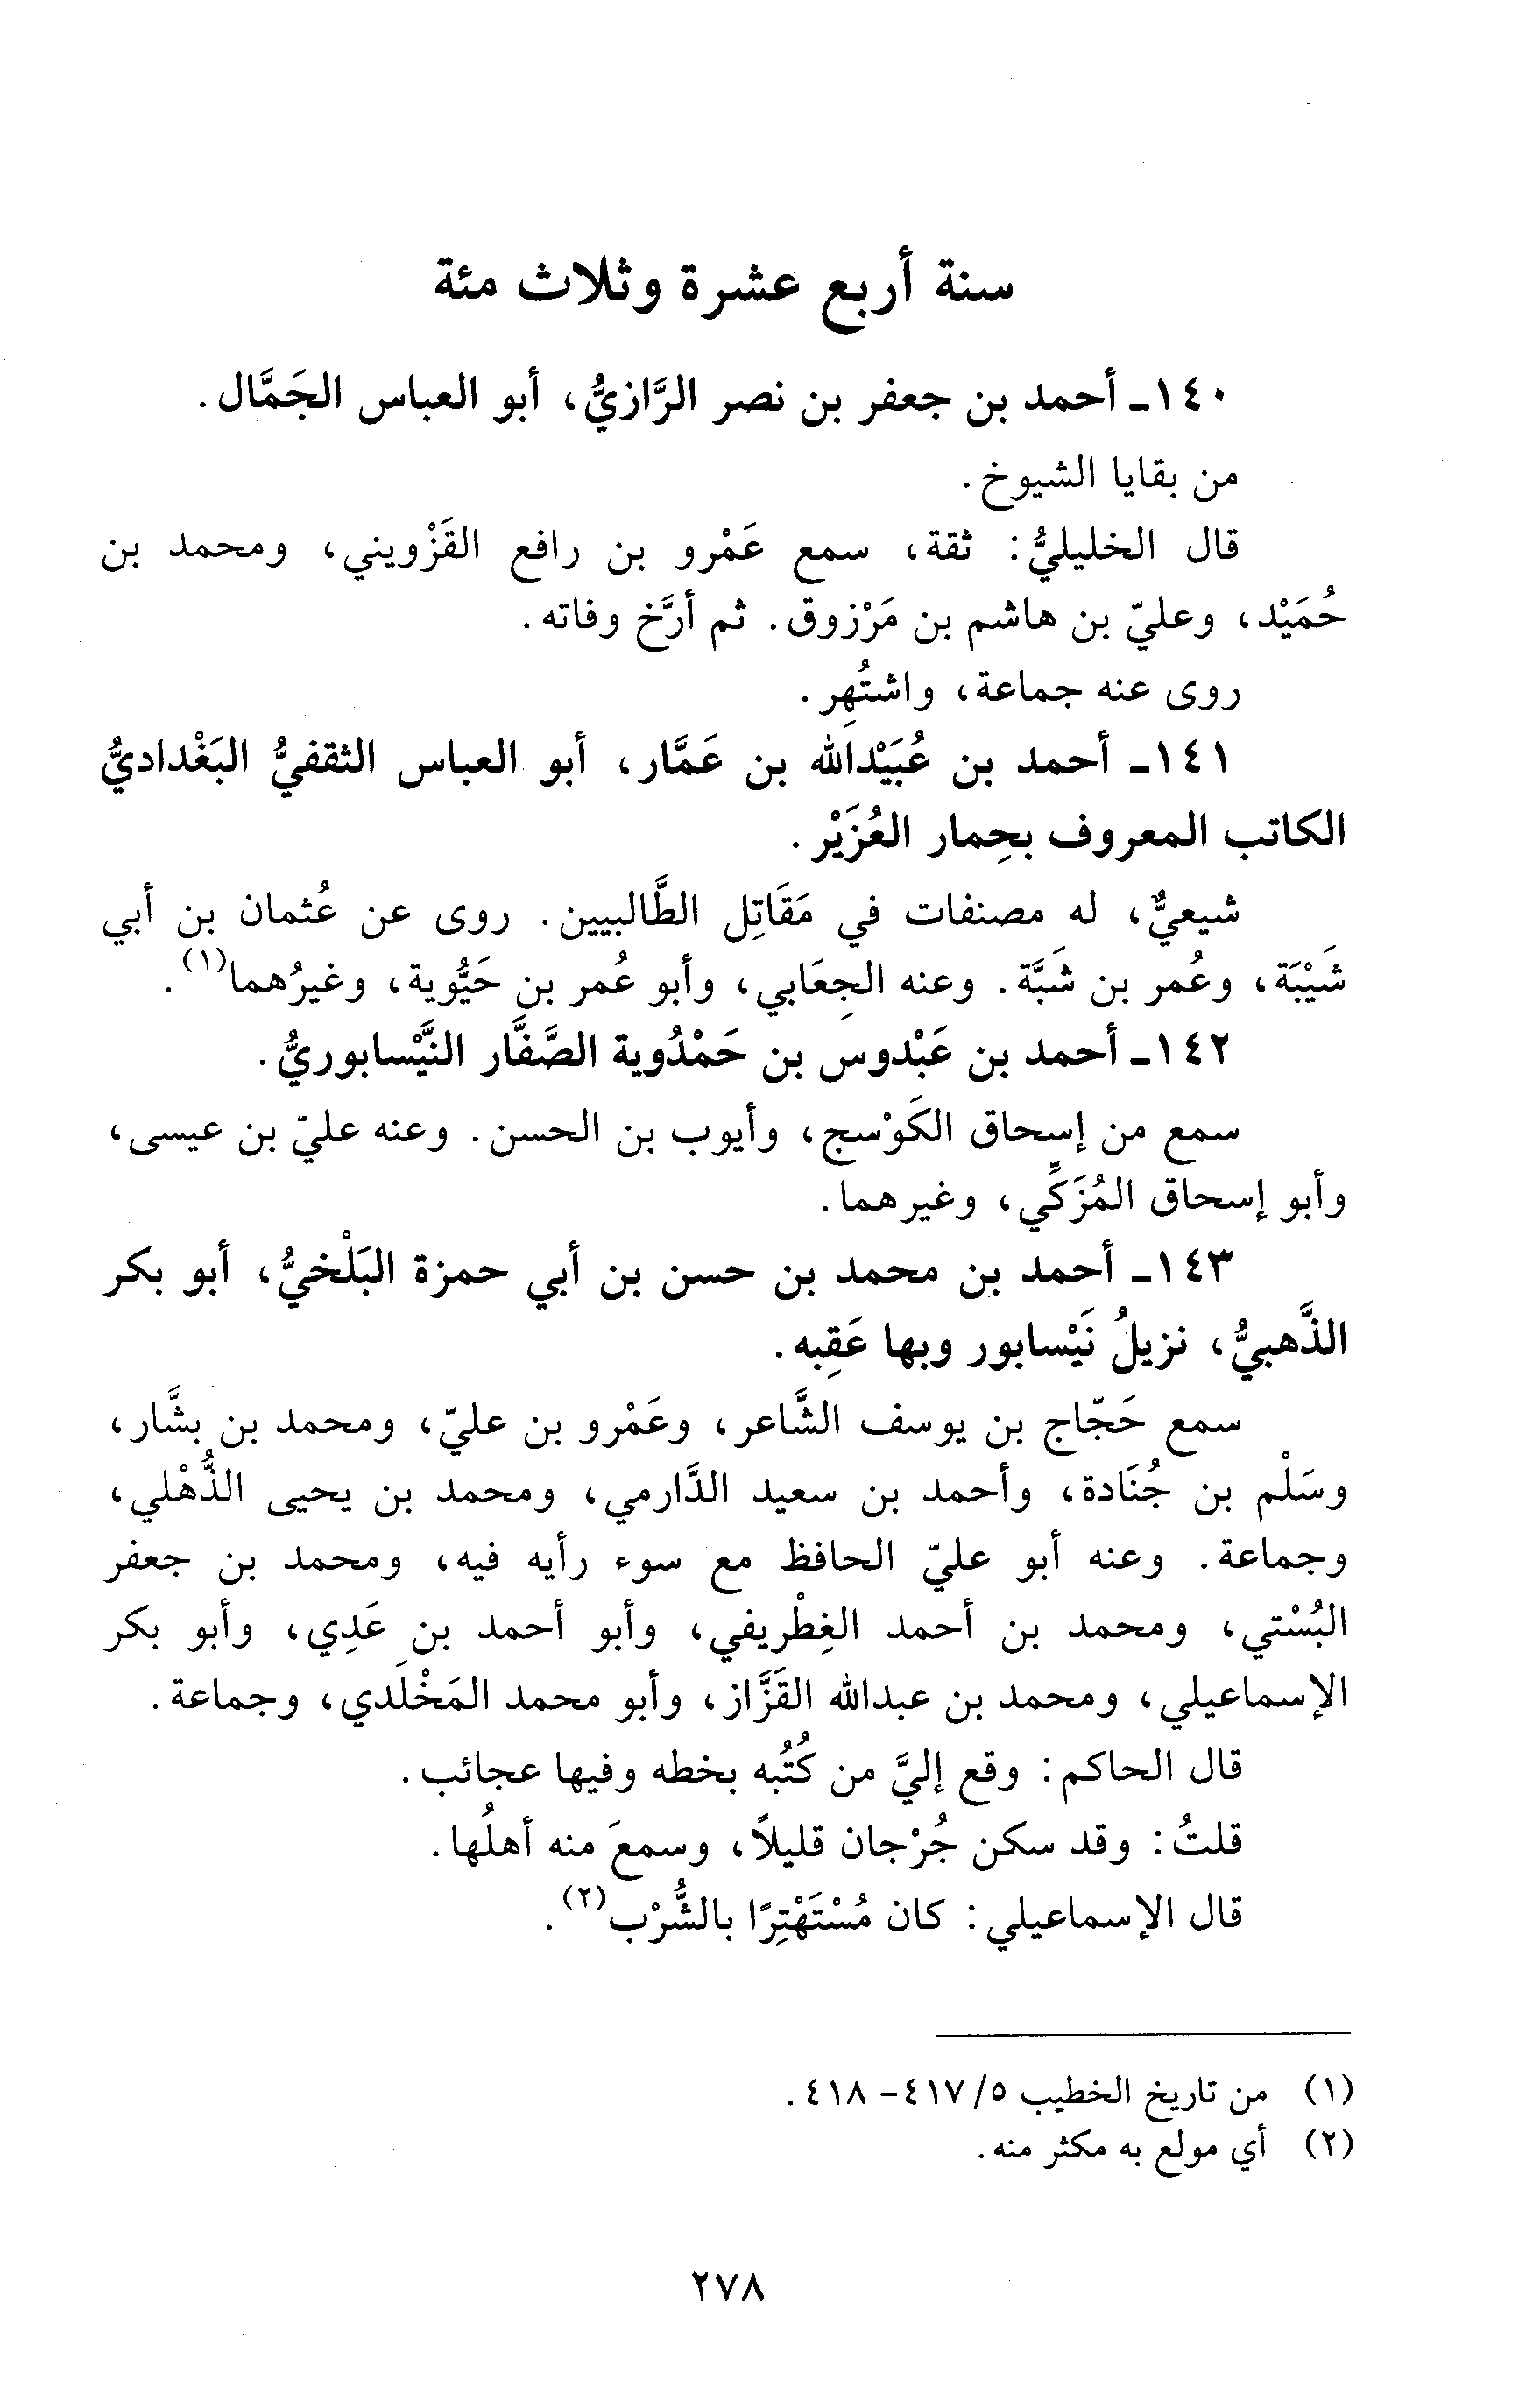 سنة أربع عشرة وثلاث مئة
١٤٠- أحمد بن جعفر بن نصر الرَّازيُّ، أبو العباس الجَمَّال.
من بقايا الشيوخ.
قال الخليليُّ: ثقة، سمع عَمْرو بن رافع القَزْويني، ومحمد بن
حُمَيْد، وعليّ بن هاشم بن مَرْزوق. ثم أرَّخ وفاته.
روى عنه جماعة، واشتُهِر.
١٤١- أحمد بن عُبَيْدالله بن عَمَّار، أبو العباس الثقفيُّ البَغْداديُّ
الكاتب المعروف بحِمار العُزَيْر.
شيعيٌّ، له مصنفات في مَقَاتِل الطَّالبيين. روى عن عُثمان بن أبي
شَيْبَة، وعُمر بن شَبَّة. وعنه الجِعَابي، وأبو عُمر بن حَيُّوية، وغيرُهما(١).
١٤٢- أحمد بن عَبْدوس بن حَمْدُوية الصَّفَّار النَّيْسابوريُّ.
سمع من إسحاق الكَوْسج، وأيوب بن الحسن. وعنه عليّ بن عيسى،
وأبو إسحاق المُزَكِّي، وغيرهما.
١٤٣- أحمد بن محمد بن حسن بن أبي حمزة البَلْخيُّ، أبو بكر
الذَّهبيُّ، نزيلُ نَيْسابور وبها عَقِبه.
سمع حَجّاج بن يوسف الشَّاعر، وعَمْرو بن عليّ، ومحمد بن بشَّار،
وسَلْم بن جُنَادة، وأحمد بن سعيد الدَّارمي، ومحمد بن يحيى الذُّهْلي،
وجماعة. وعنه أبو عليّ الحافظ مع سوء رأيه فيه، ومحمد بن جعفر
البُسْتي، ومحمد بن أحمد الغِطْريفي، وأبو أحمد بن عَدِي، وأبو بكر
الإسماعيلي، ومحمد بن عبدالله القَزَّاز، وأبو محمد المَخْلَدي، وجماعة.
قال الحاكم: وقع إليَّ من كُتُبه بخطه وفيها عجائب.
قلتُ: وقد سكن جُرْجان قليلاً، وسمعَ منه أهلُها.
قال الإسماعيلي: كان مُسْتَهْتِرًا بالشُّرْب(٢).
(١) من تاريخ الخطيب ٥/ ٤١٧- ٤١٨.
(٢) أي مولع به مكثر منه.
٢٧٨